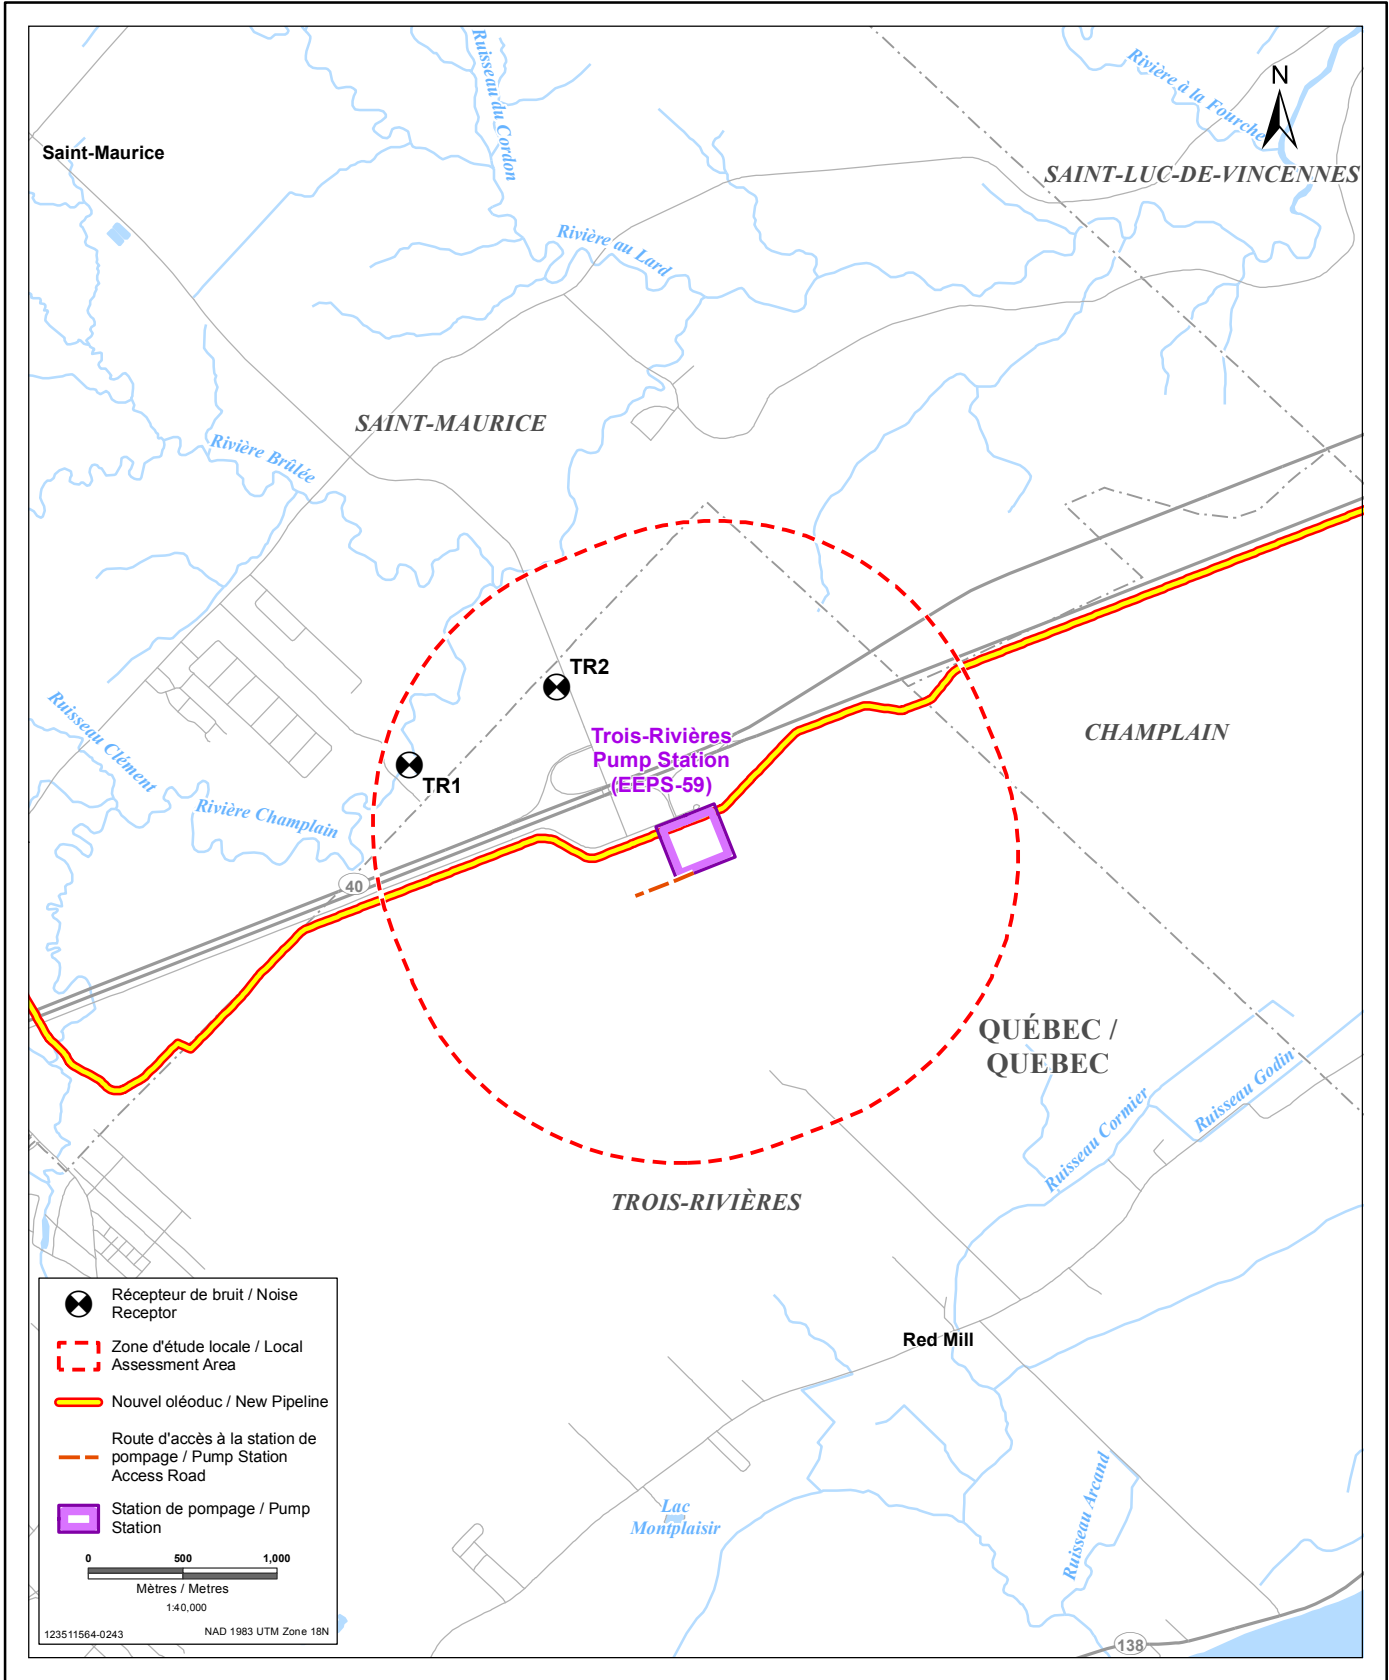 Ruisseau du Cordon
Rivière à la Fourche
N
Saint-Maurice
SAINT-LUC-DE-VINCENNES
Rivière au Lard
SAINT-MAURICE
Rivière Brûlée
TR2
Ruisseau Clément
Trois-Rivières
Pump Station
(EEPS-59)
CHAMPLAIN
TR1
Rivière Champlain
40
QUÉBEC /
QUEBEC
Ruisseau Cormier
Ruisseau Godin
TROIS-RIVIÈRES
Red Mill
Lac
Montplaisir
Ruisseau Arcand
138
Récepteur de bruit / Noise
Receptor
Zone d'étude locale / Local
Assessment Area
Nouvel oléoduc / New Pipeline
Route d'accès à la station de
pompage / Pump Station
Access Road
Station de pompage / Pump
Station
0 500 1,000
Mètres / Metres
1:40,000
123511564-0243 NAD 1983 UTM Zone 18N